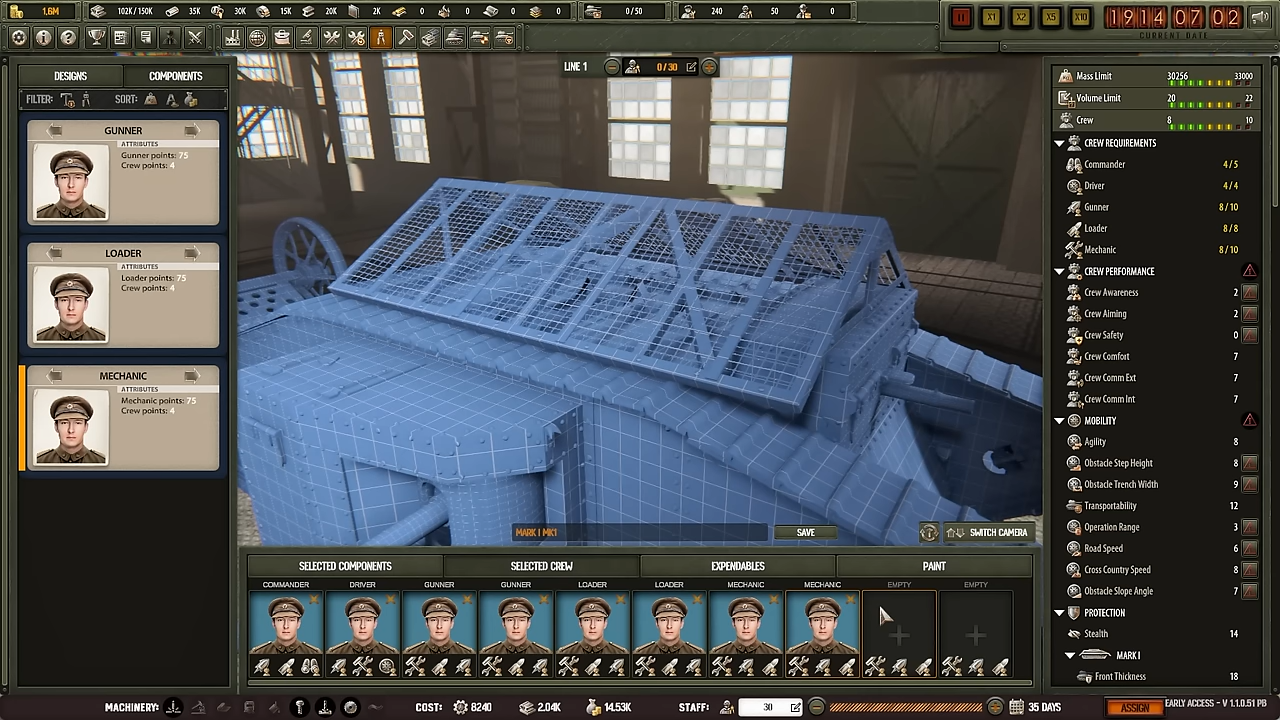 1.6M 102K / 150K 35K 30K 15K 20K 2K 0 0 0 0 0/50 240 50 0
X1 X2 X5 X10 1914 07 02
CURRENT DATE
DESIGNS COMPONENTS
FILTER: SORT:
GUNNER
ATTRIBUTES
Gunner points: 75
Crew points: 4
LOADER
ATTRIBUTES
Loader points: 75
Crew points: 4
MECHANIC
ATTRIBUTES
Mechanic points: 75
Crew points: 4
LINE 1 0 / 30
MARK I MK1 SAVE SWITCH CAMERA
SELECTED COMPONENTS SELECTED CREW EXPENDABLES PAINT
COMMANDER DRIVER GUNNER GUNNER LOADER LOADER MECHANIC MECHANIC EMPTY EMPTY
Mass Limit 30256 33000
Volume Limit 20 22
Crew 8 10
CREW REQUIREMENTS
Commander 4 / 5
Driver 4 / 4
Gunner 8 / 10
Loader 8 / 8
Mechanic 8 / 10
CREW PERFORMANCE
Crew Awareness 2
Crew Aiming 2
Crew Safety 0
Crew Comfort 7
Crew Comm Ext 7
Crew Comm Int 7
MOBILITY
Agility 8
Obstacle Step Height 8
Obstacle Trench Width 9
Transportability 12
Operation Range 3
Road Speed 6
Cross Country Speed 8
Obstacle Slope Angle 7
PROTECTION
Stealth 14
MARK I
Front Thickness 18
MACHINERY: COST: 8240 2.04K 14.53K STAFF: 30 35 DAYS ASSIGN EARLY ACCESS - V 1.1.0.51 PB